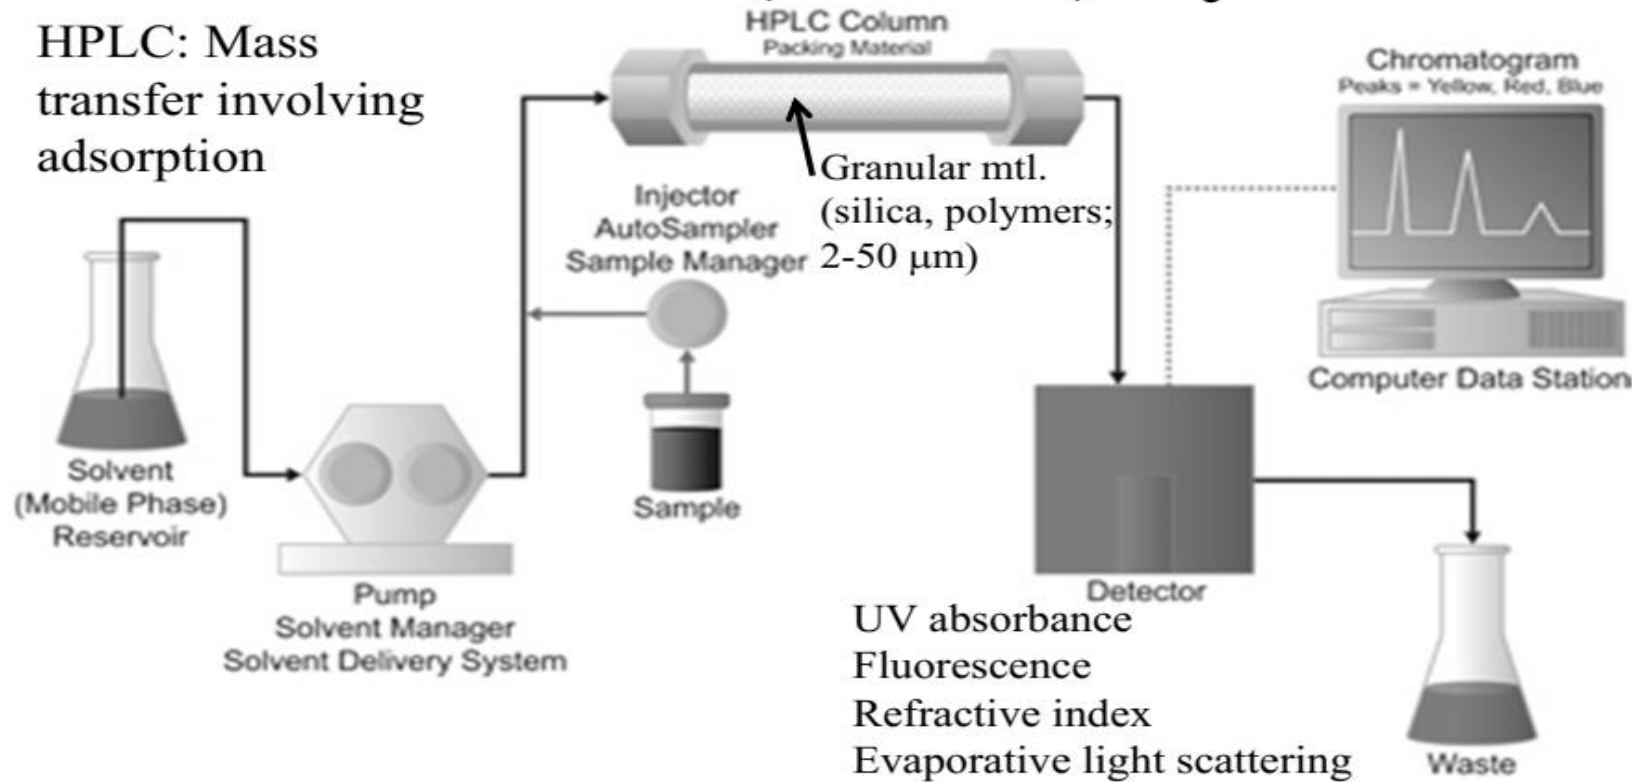 HPLC: Mass
transfer involving
adsorption
HPLC Column
Packing Material
Granular mtl.
(silica, polymers;
2-50 μm)
Injector
AutoSampler
Sample Manager
Sample
Solvent
(Mobile Phase)
Reservoir
Pump
Solvent Manager
Solvent Delivery System
Chromatogram
Peaks = Yellow, Red, Blue
Computer Data Station
Detector
UV absorbance
Fluorescence
Refractive index
Evaporative light scattering
Waste